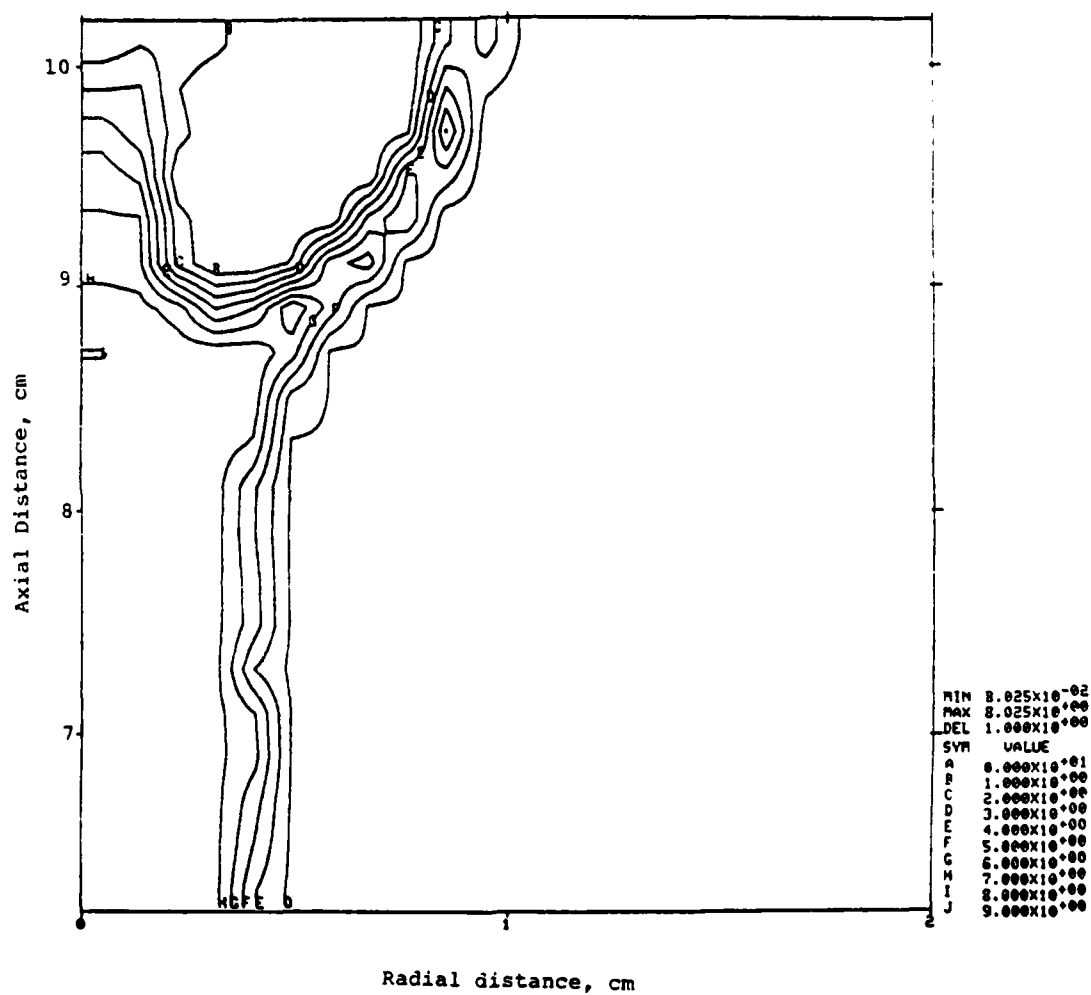 10
9
8
7
0
1
2
Axial Distance, cm
Radial distance, cm
B
C
D
E
C
B
D
H
G
HGFE D
MIN 8.025X10-02
MAX 8.025X10+00
DEL 1.000X10+00
SYM VALUE
A 0.000X10+01
B 1.000X10+00
C 2.000X10+00
D 3.000X10+00
E 4.000X10+00
F 5.000X10+00
G 6.000X10+00
H 7.000X10+00
I 8.000X10+00
J 9.000X10+00